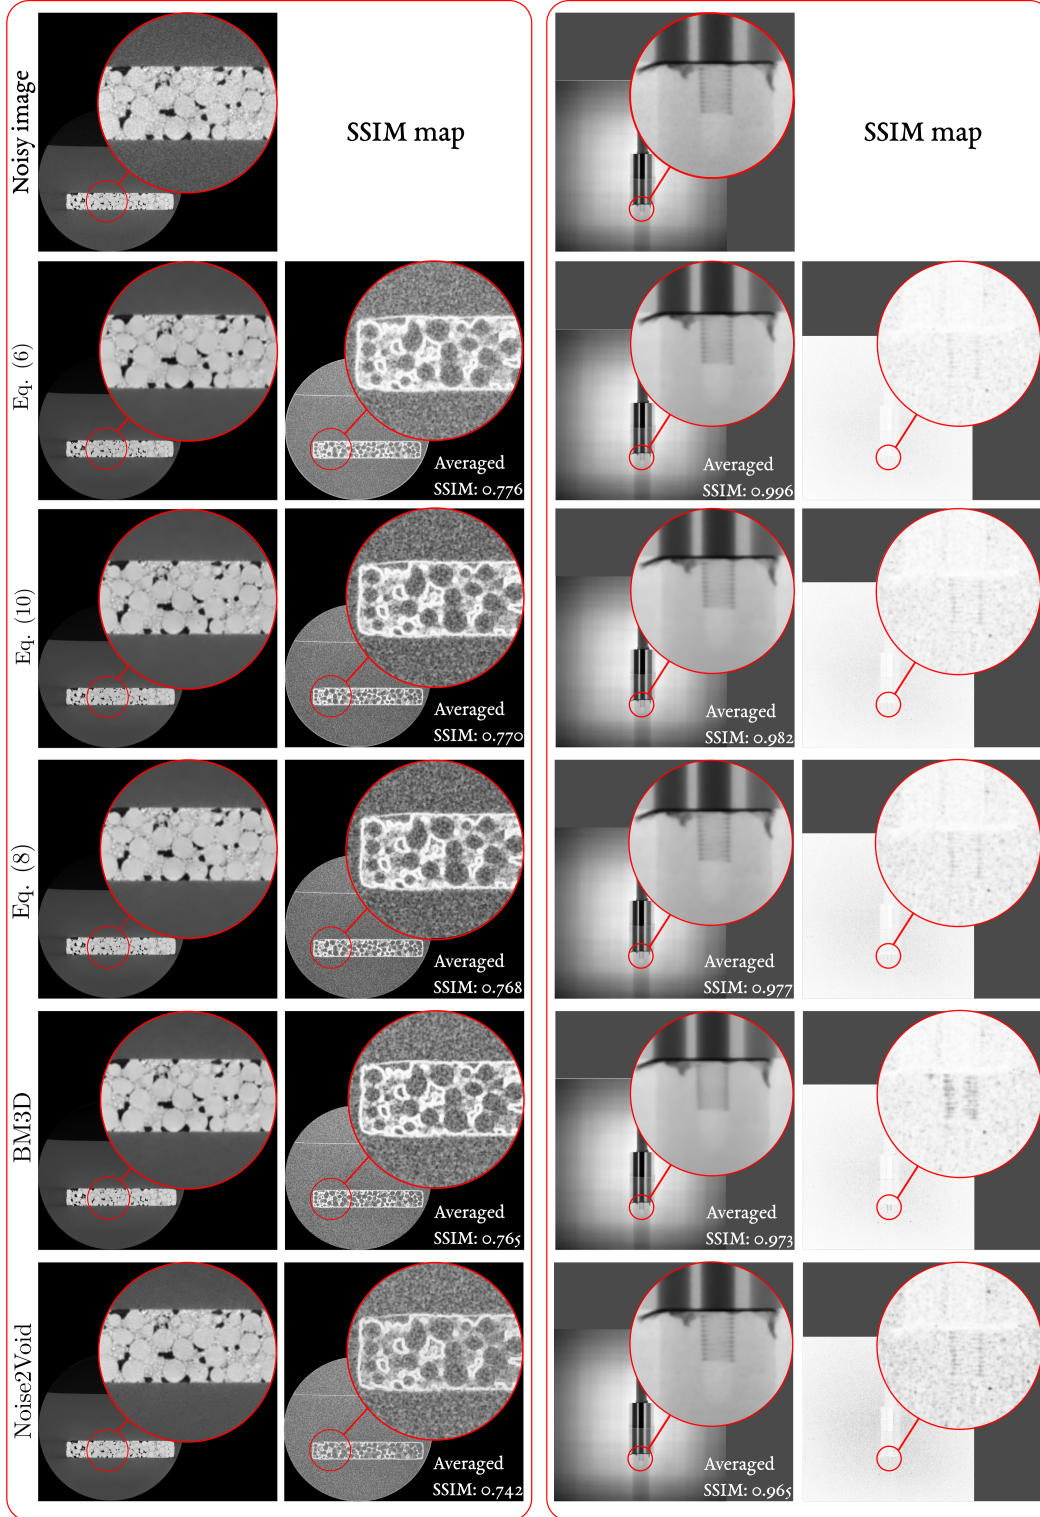 Noisy image
SSIM map
SSIM map
Eq. (6)
Averaged
SSIM: 0.776
Averaged
SSIM: 0.996
Eq. (10)
Averaged
SSIM: 0.770
Averaged
SSIM: 0.982
Eq. (8)
Averaged
SSIM: 0.768
Averaged
SSIM: 0.977
BM3D
Averaged
SSIM: 0.765
Averaged
SSIM: 0.973
Noise2Void
Averaged
SSIM: 0.742
Averaged
SSIM: 0.965